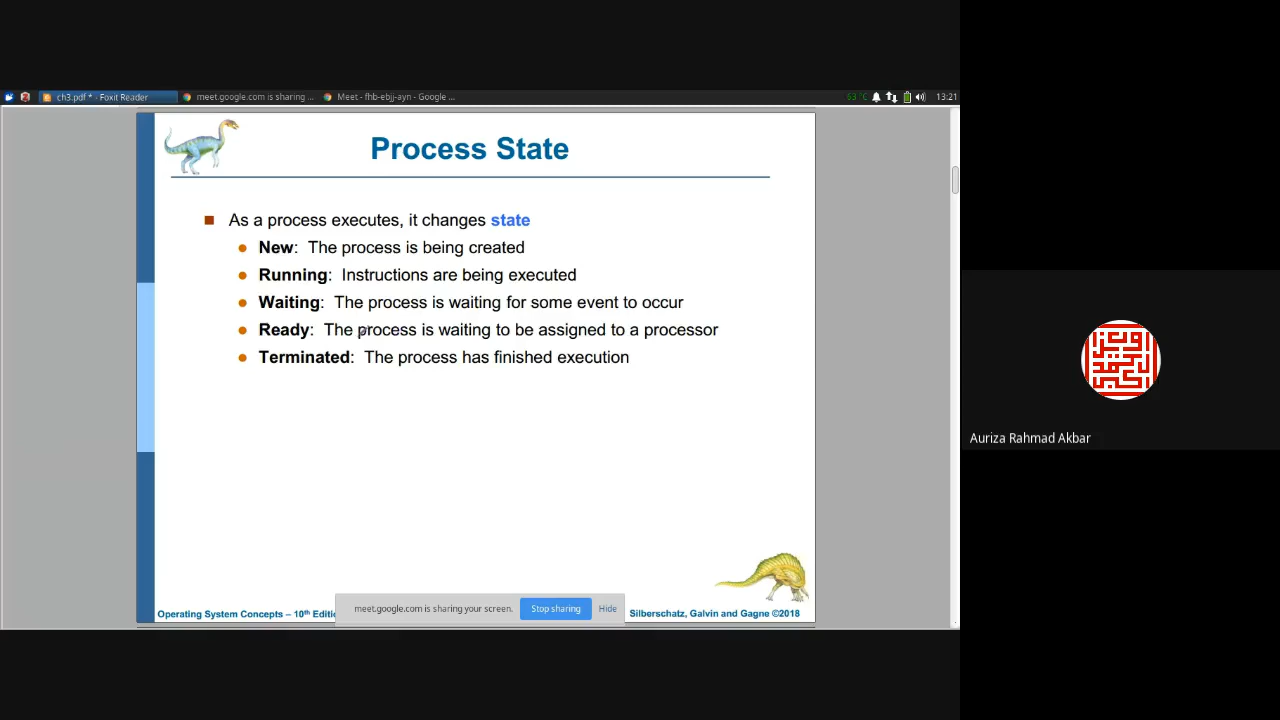 ch3.pdf * - Foxit Reader
meet.google.com is sharing ...
Meet - fhb-ebjj-ayn - Google ...
63 °C
13:21
Process State
As a process executes, it changes state
New: The process is being created
Running: Instructions are being executed
Waiting: The process is waiting for some event to occur
Ready: The process is waiting to be assigned to a processor
Terminated: The process has finished execution
Auriza Rahmad Akbar
Operating System Concepts – 10th Editio
meet.google.com is sharing your screen.
Stop sharing
Hide
Silberschatz, Galvin and Gagne ©2018